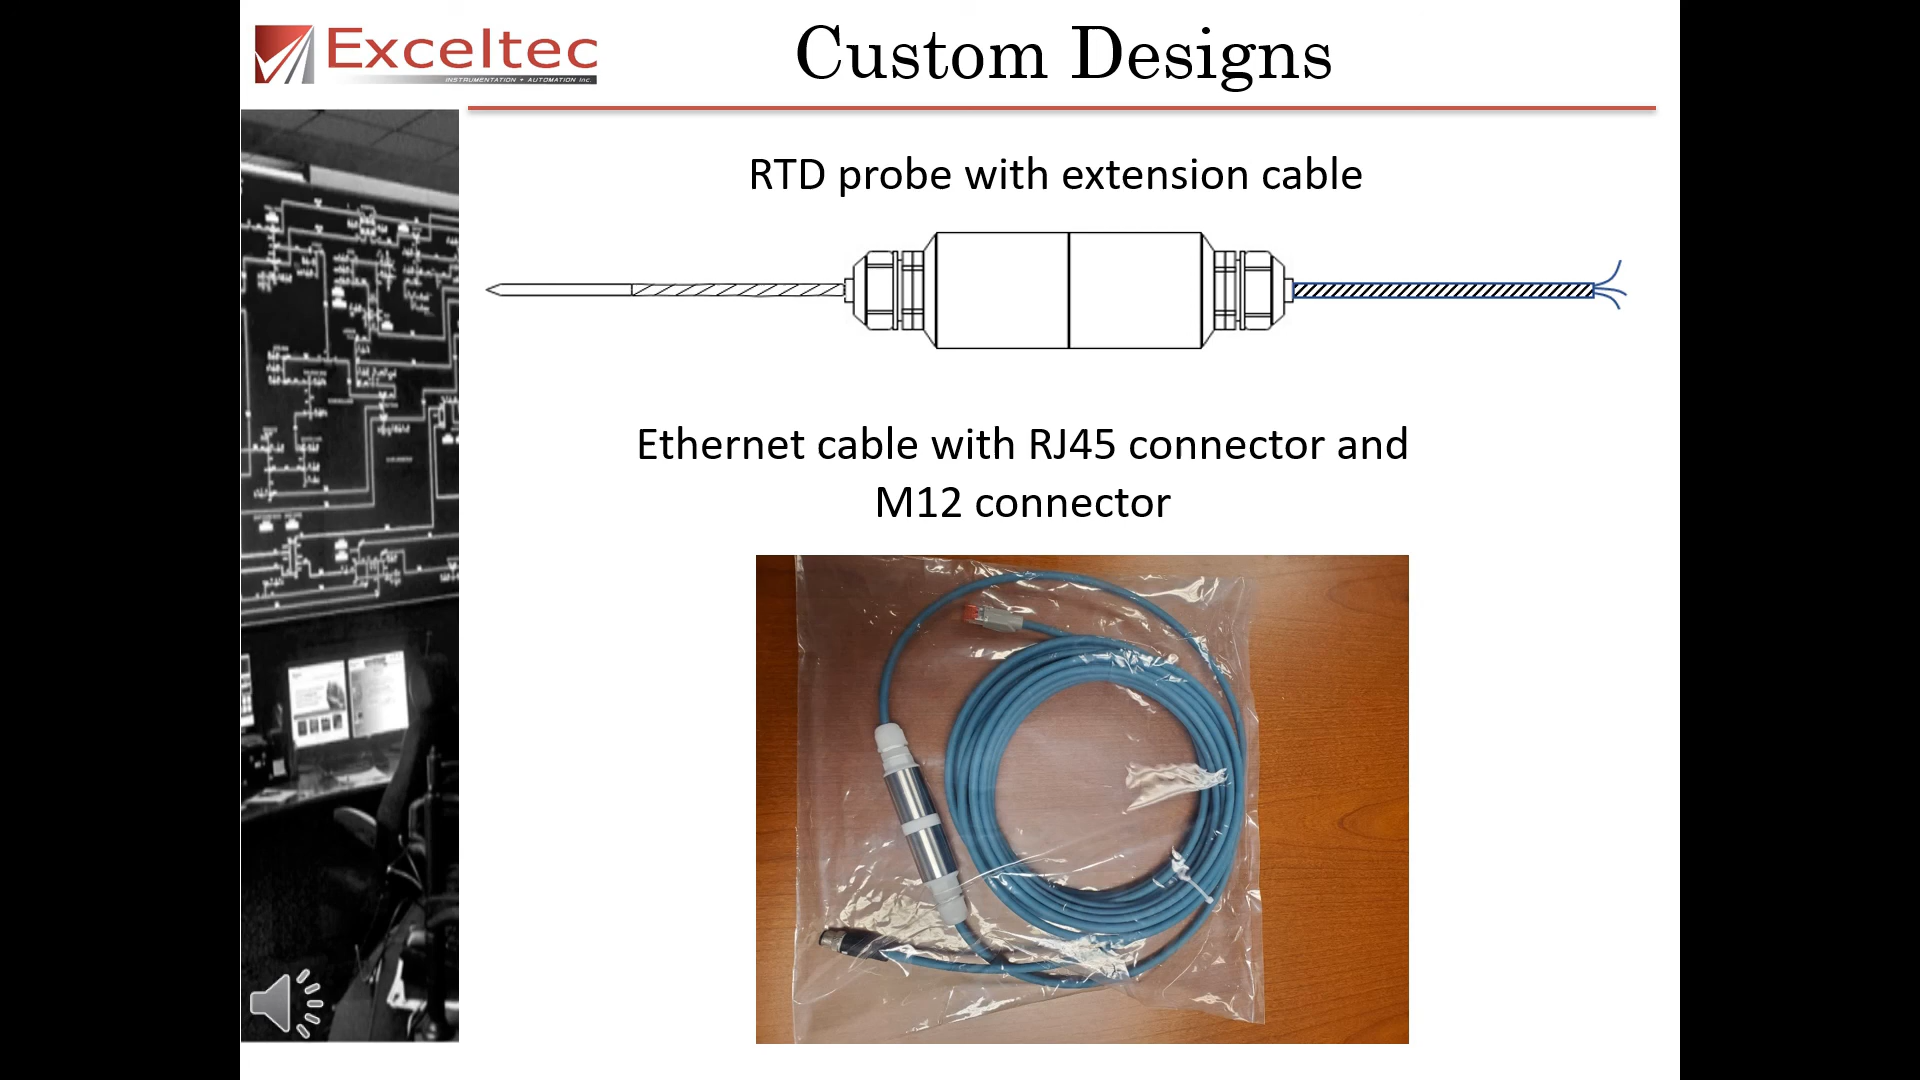 Exceltec
INSTRUMENTATION + AUTOMATION Inc.
Custom Designs
RTD probe with extension cable
Ethernet cable with RJ45 connector and
M12 connector